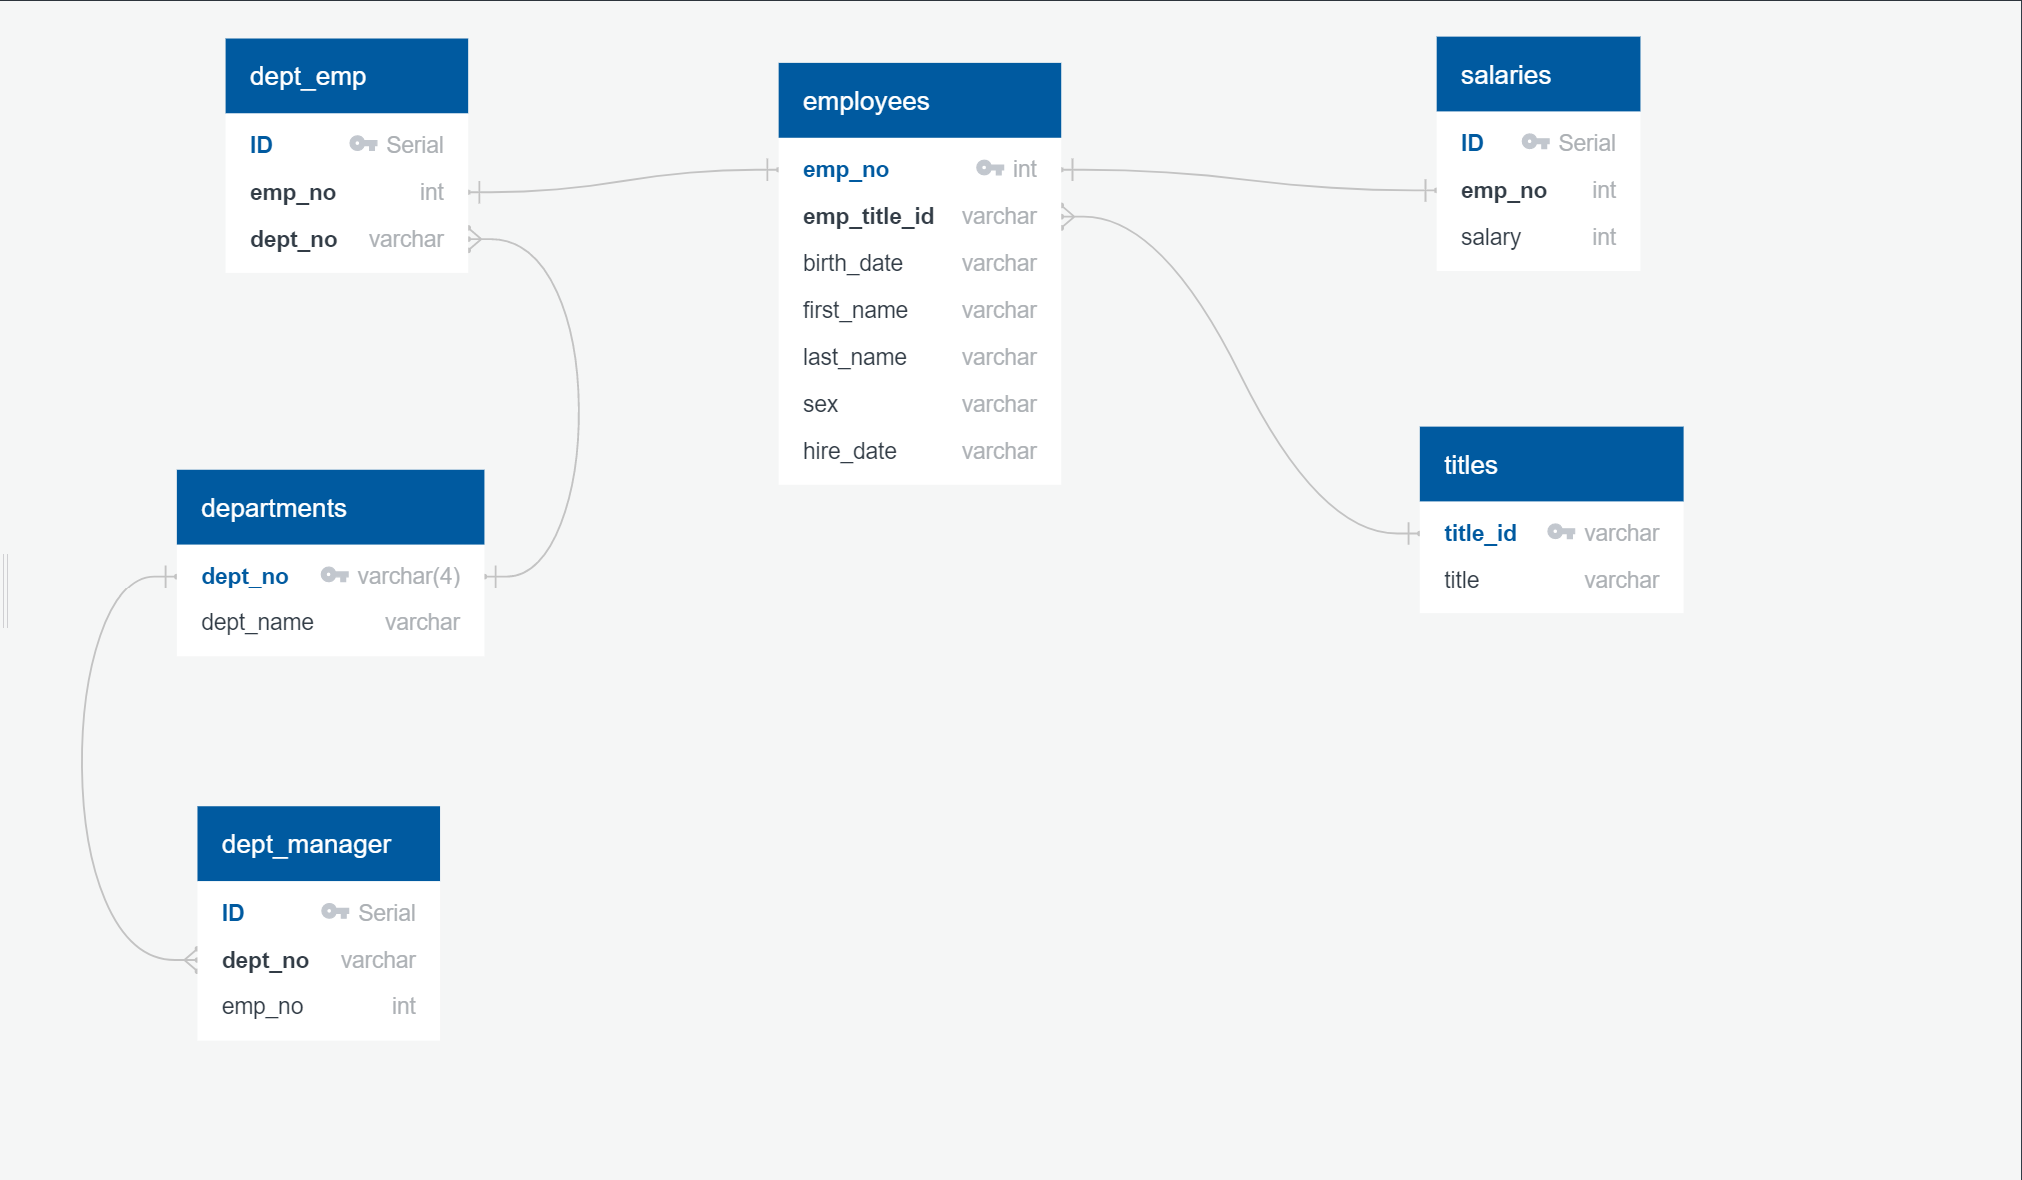 dept_emp
ID Serial
emp_no int
dept_no varchar
employees
emp_no int
emp_title_id varchar
birth_date varchar
first_name varchar
last_name varchar
sex varchar
hire_date varchar
salaries
ID Serial
emp_no int
salary int
titles
title_id varchar
title varchar
departments
dept_no varchar(4)
dept_name varchar
dept_manager
ID Serial
dept_no varchar
emp_no int